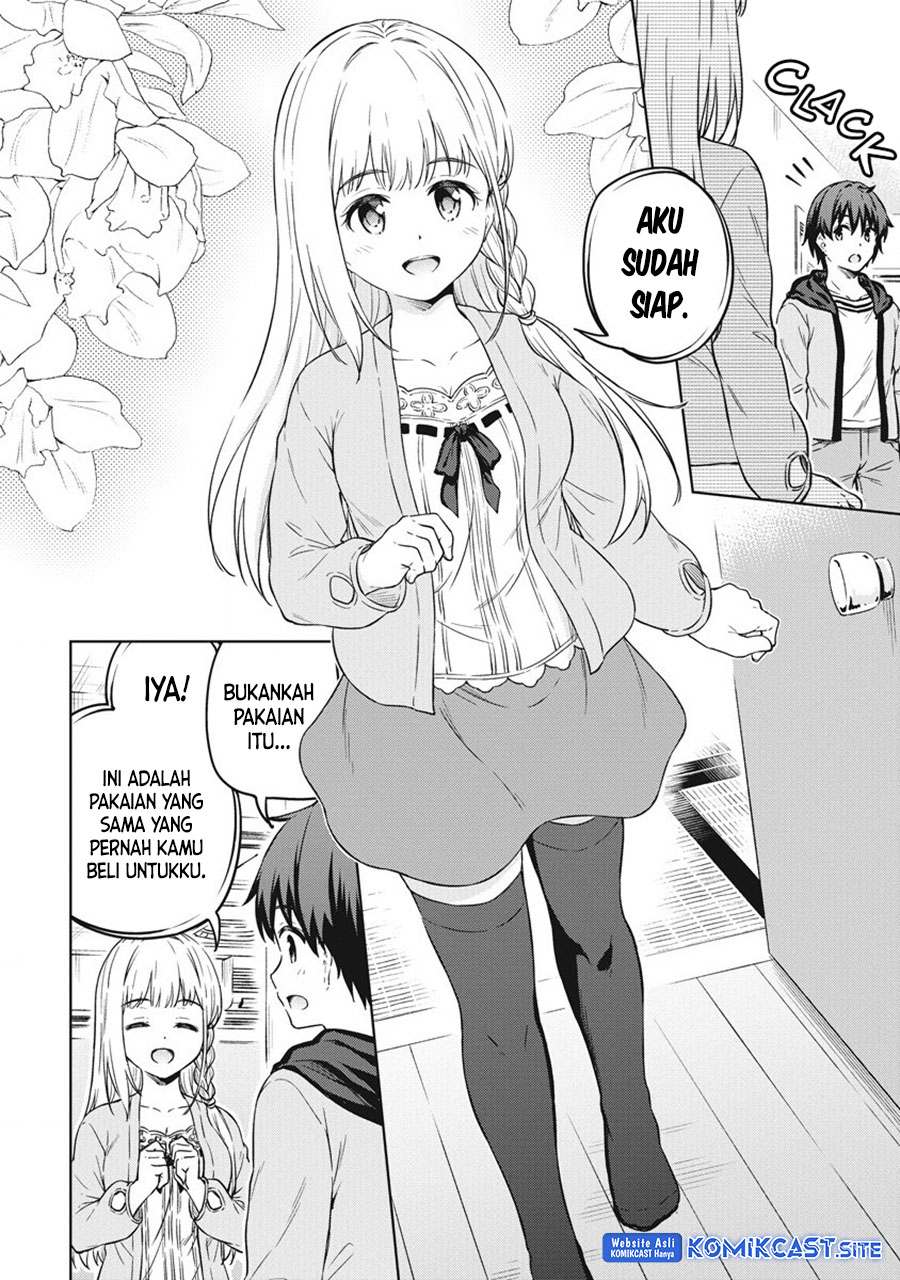 CLACK
AKU
SUDAH
SIAP.
BUKANKAH
PAKAIAN
ITU...
IYA!
INI ADALAH
PAKAIAN YANG
SAMA YANG
PERNAH KAMU
BELI UNTUKKU.
Website Asli
KOMIKCAST Hanya
KOMIKCAST.SITE